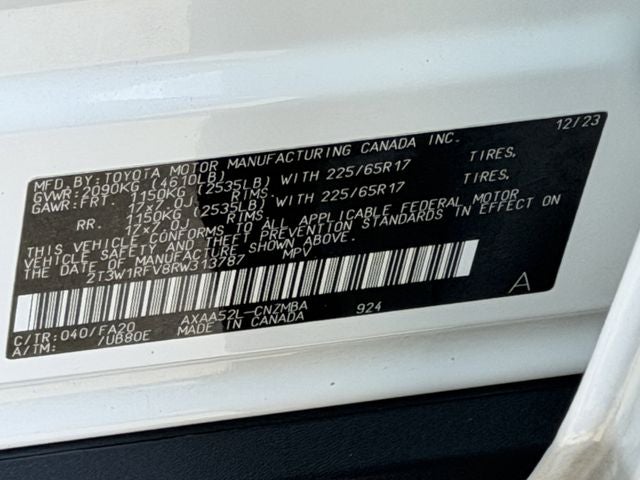 MFD.BY:TOYOTA MOTOR MANUFACTURING CANADA INC. 12/23
GVWR:2090KG (4610LB)
GAWR:FRT. 1150KG (2535LB) WITH 225/65R17 TIRES,
17x7.0J RIMS,
RR. 1150KG (2535LB) WITH 225/65R17 TIRES,
17x7.0J RIMS
THIS VEHICLE CONFORMS TO ALL APPLICABLE FEDERAL MOTOR
VEHICLE SAFETY AND THEFT PREVENTION STANDARDS IN EFFECT ON
THE DATE OF MANUFACTURE SHOWN ABOVE.
2T3W1RFV8RW313787 MPV
C/TR:040/FA20 AXAA52L-CNZMBA 924 A
A/TM: /UB80E MADE IN CANADA